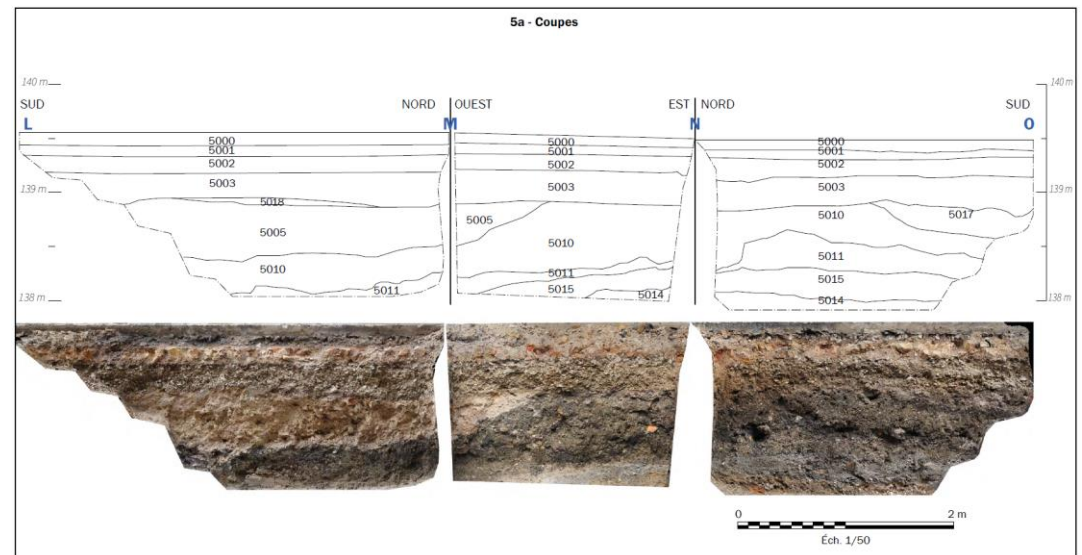 5a - Coupes
140 m
140 m
SUD NORD OUEST EST NORD SUD
L M N O
5000 5000 5000
5001 5001 5001
5002 5002 5002
5003 5003 5003
139 m
139 m
5018
5005 5005 5010 5017
5010 5010 5011
5011 5011 5015
5015 5014 5014
138 m
138 m
0 2 m
Éch. 1/50